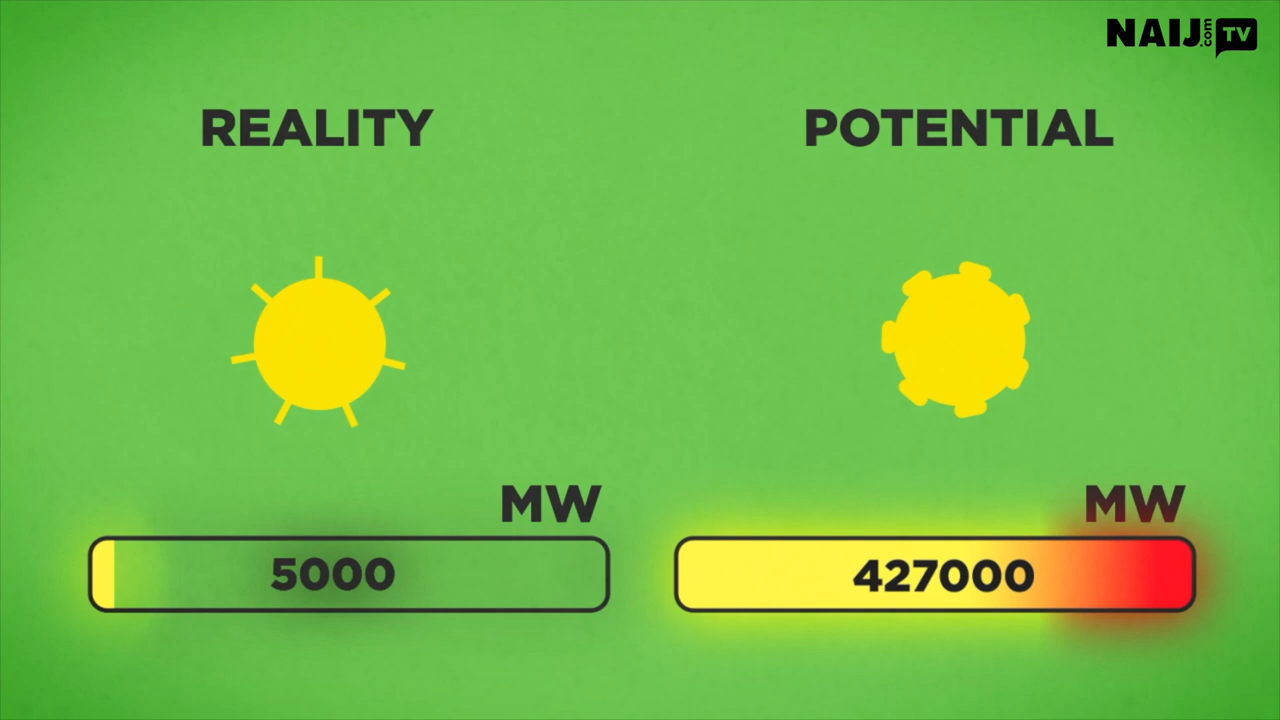 NAIJ.com TV
REALITY
POTENTIAL
MW
MW
5000
427000